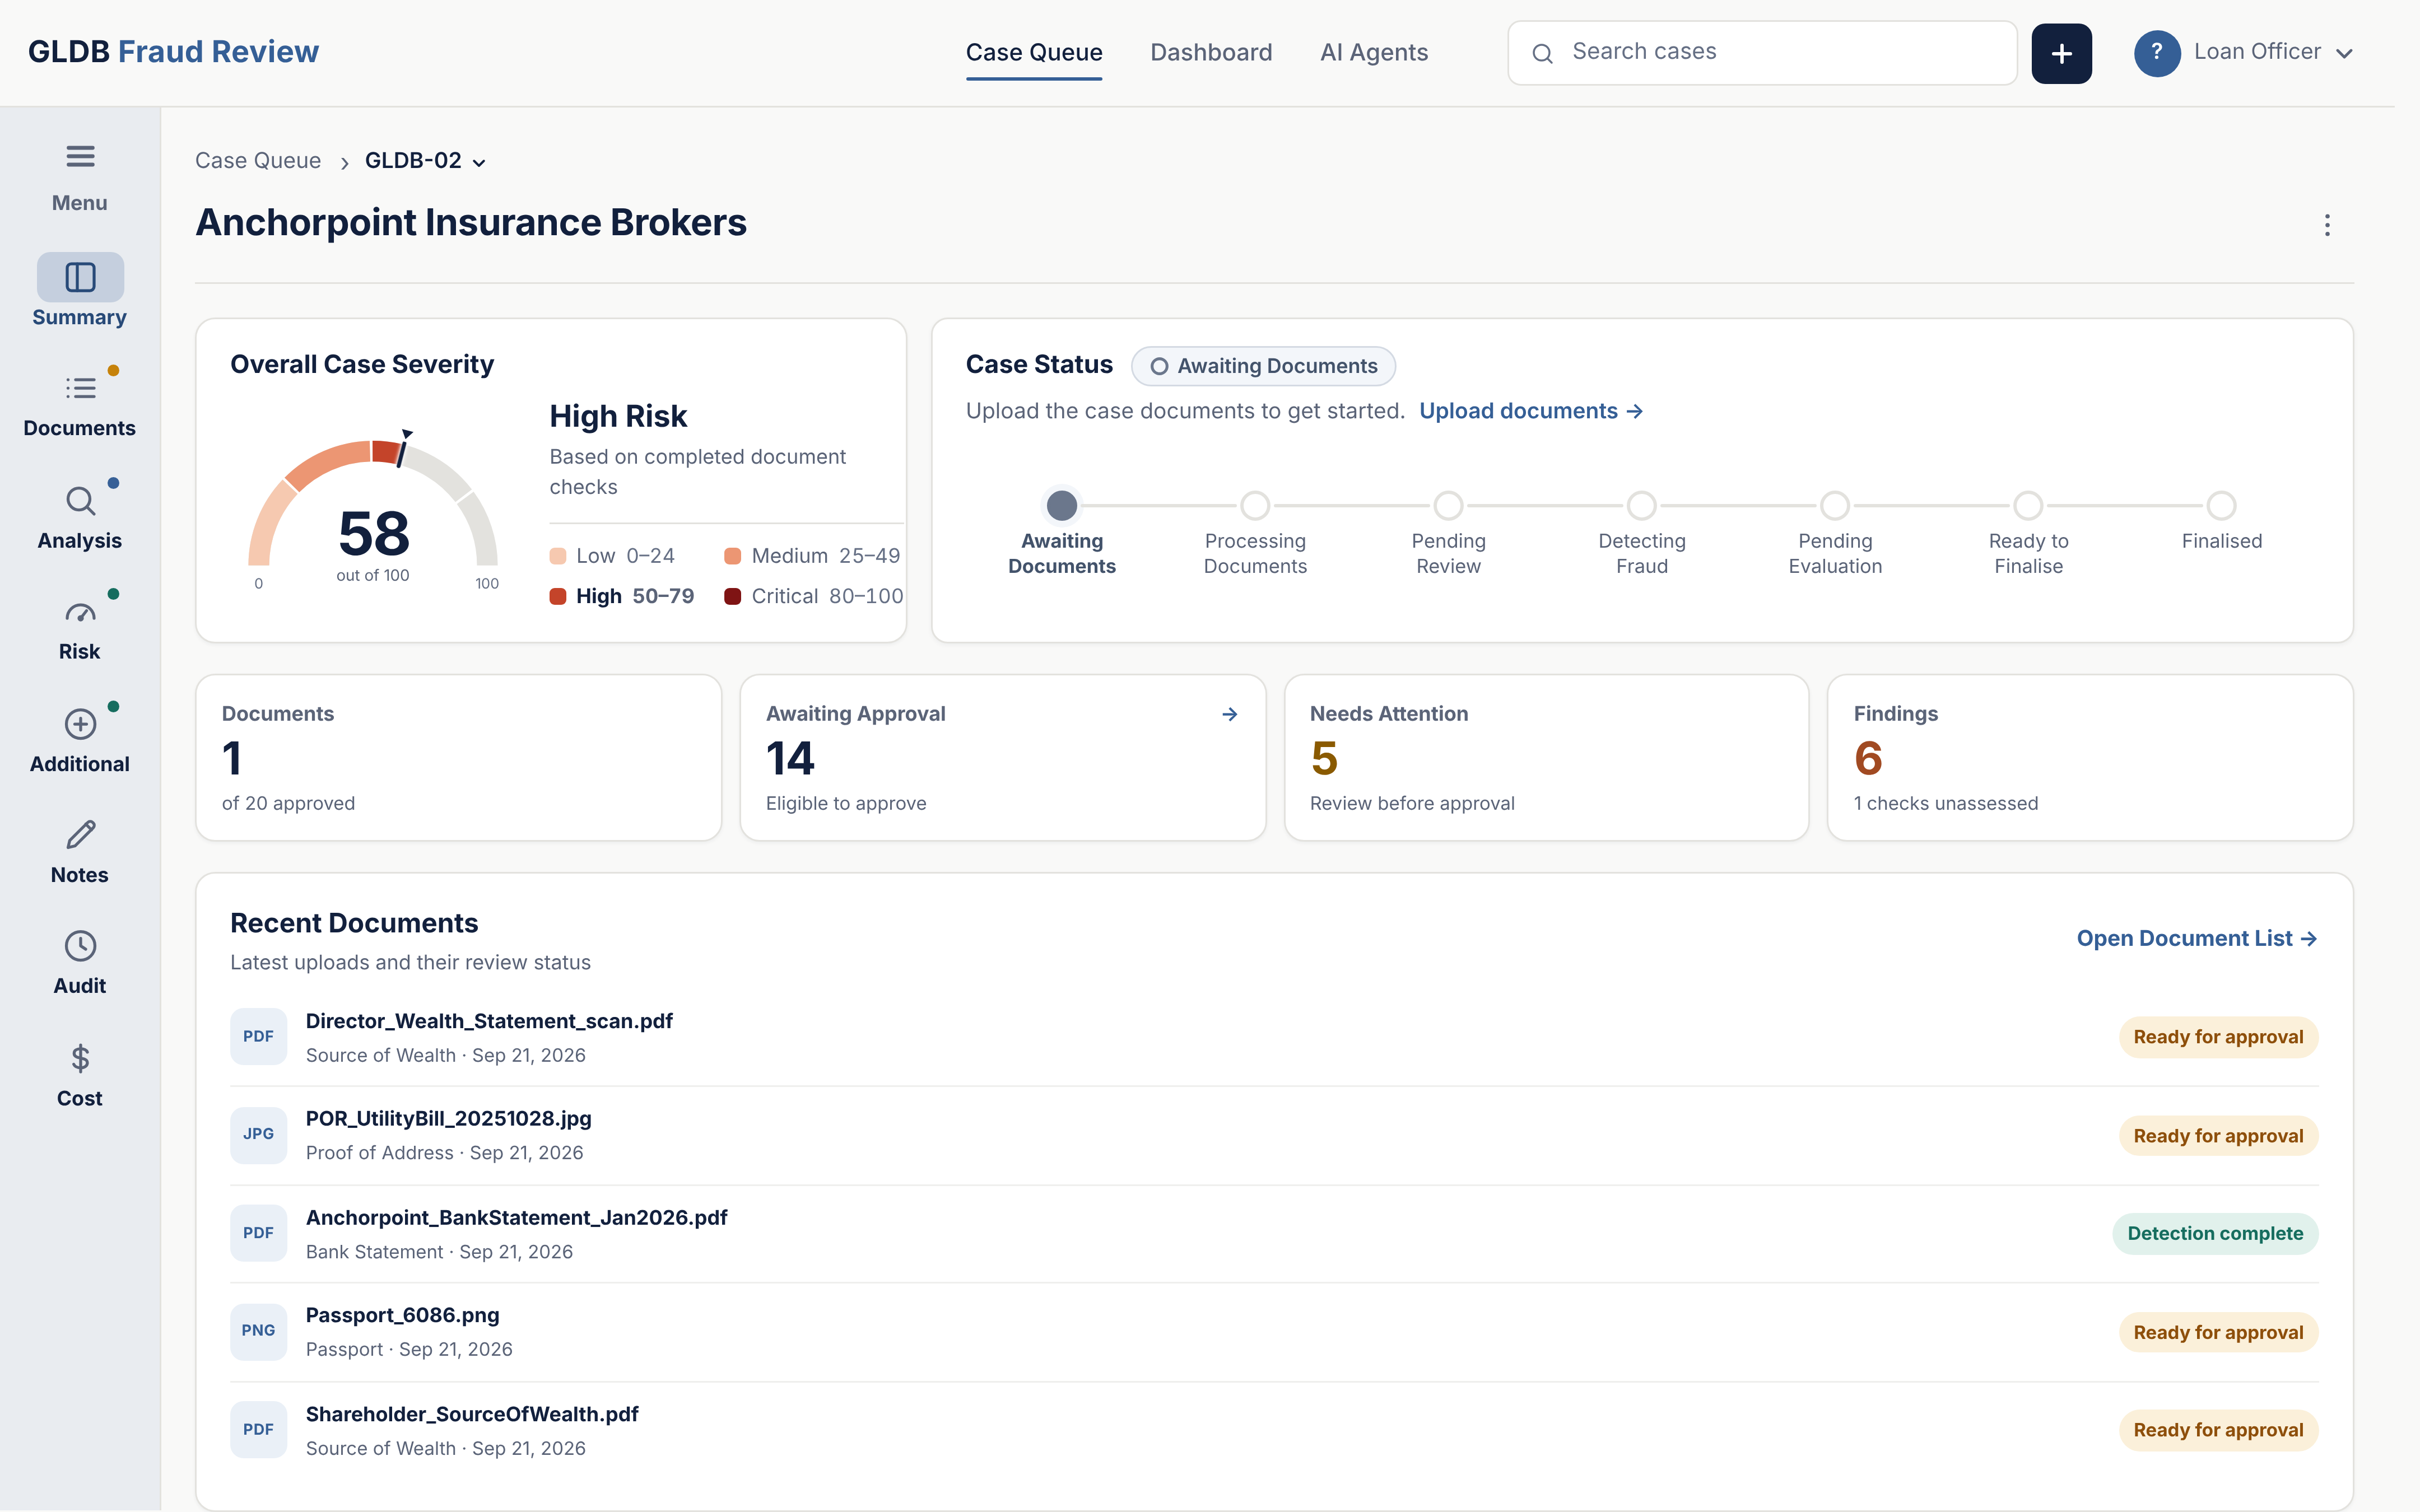 GLDB Fraud Review
Case Queue
Dashboard
AI Agents
Search cases
?
Loan Officer
Menu
Summary
Documents
Analysis
Risk
Additional
Notes
Audit
$
Cost
Case Queue › GLDB-02
Anchorpoint Insurance Brokers
Overall Case Severity
58
out of 100
0
100
High Risk
Based on completed document
checks
Low 0–24
Medium 25–49
High 50–79
Critical 80–100
Case Status
Awaiting Documents
Upload the case documents to get started. Upload documents →
Awaiting
Documents
Processing
Documents
Pending
Review
Detecting
Fraud
Pending
Evaluation
Ready to
Finalise
Finalised
Documents
1
of 20 approved
Awaiting Approval →
14
Eligible to approve
Needs Attention
5
Review before approval
Findings
6
1 checks unassessed
Recent Documents
Latest uploads and their review status
Open Document List →
PDF
Director_Wealth_Statement_scan.pdf
Source of Wealth · Sep 21, 2026
Ready for approval
JPG
POR_UtilityBill_20251028.jpg
Proof of Address · Sep 21, 2026
Ready for approval
PDF
Anchorpoint_BankStatement_Jan2026.pdf
Bank Statement · Sep 21, 2026
Detection complete
PNG
Passport_6086.png
Passport · Sep 21, 2026
Ready for approval
PDF
Shareholder_SourceOfWealth.pdf
Source of Wealth · Sep 21, 2026
Ready for approval